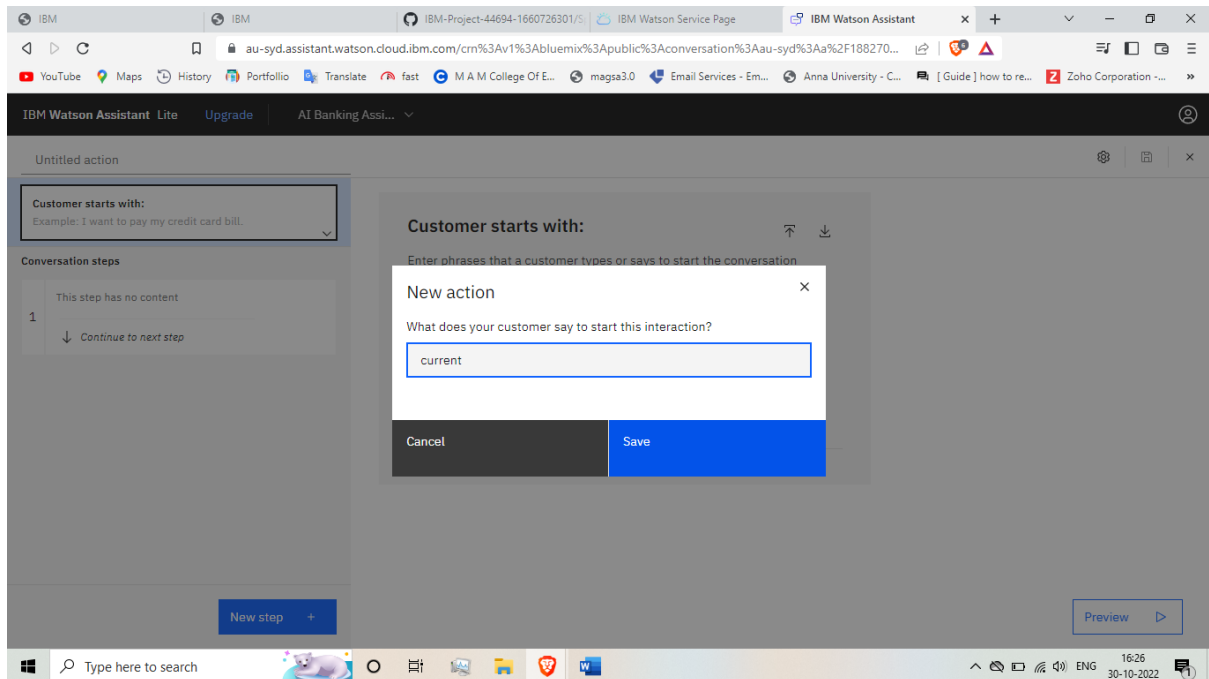 IBM
IBM
IBM-Project-44694-1660726301/S
IBM Watson Service Page
IBM Watson Assistant
au-syd.assistant.watson.cloud.ibm.com/crn%3Av1%3Abluemix%3Apublic%3Aconversation%3Aau-syd%3Aa%2F188270...
6
YouTube
Maps
History
Portfollio
Translate
fast
M A M College Of E...
magsa3.0
Email Services - Em...
Anna University - C...
[ Guide ] how to re...
Zoho Corporation -...
IBM Watson Assistant Lite
Upgrade
AI Banking Assi...
Untitled action
Customer starts with:
Example: I want to pay my credit card bill.
Conversation steps
1
This step has no content
Continue to next step
New step +
Customer starts with:
Enter phrases that a customer types or says to start the conversation
New action
What does your customer say to start this interaction?
current
Cancel
Save
Preview
Type here to search
ENG
16:26
30-10-2022
1